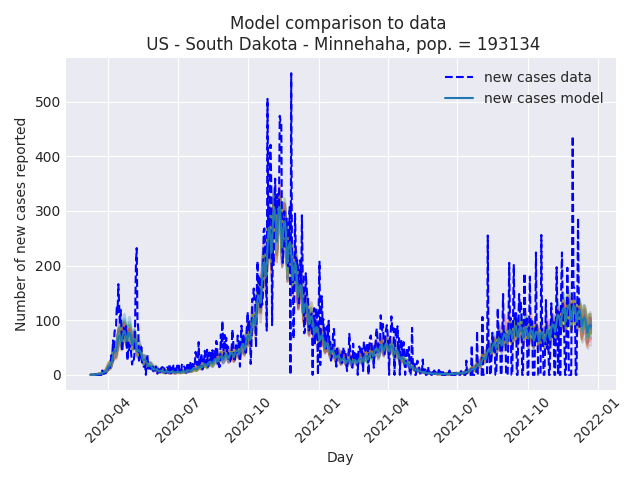 Model comparison to data
US - South Dakota - Minnehaha, pop. = 193134
new cases data
new cases model
Number of new cases reported
500
400
300
200
100
0
2020-04
2020-07
2020-10
2021-01
2021-04
2021-07
2021-10
2022-01
Day